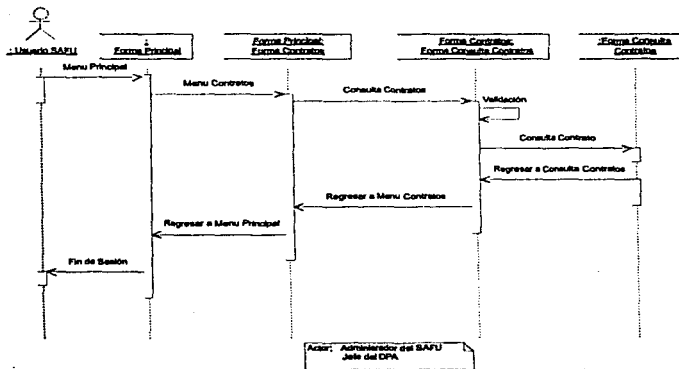 : Usuario SAFU
:
Forma Principal
Forma Principal:
Forma Contratos
Forma Contratos:
Forma Consulta Contratos
:Forma Consulta
Contratos
Menu Principal
Menu Contratos
Consulta Contratos
Validación
Consulta Contrato
Regresar a Consulta Contratos
Regresar a Menu Contratos
Regresar a Menu Principal
Fin de Sesión
Actor: Administrador del SAFU
Jefe del DPA